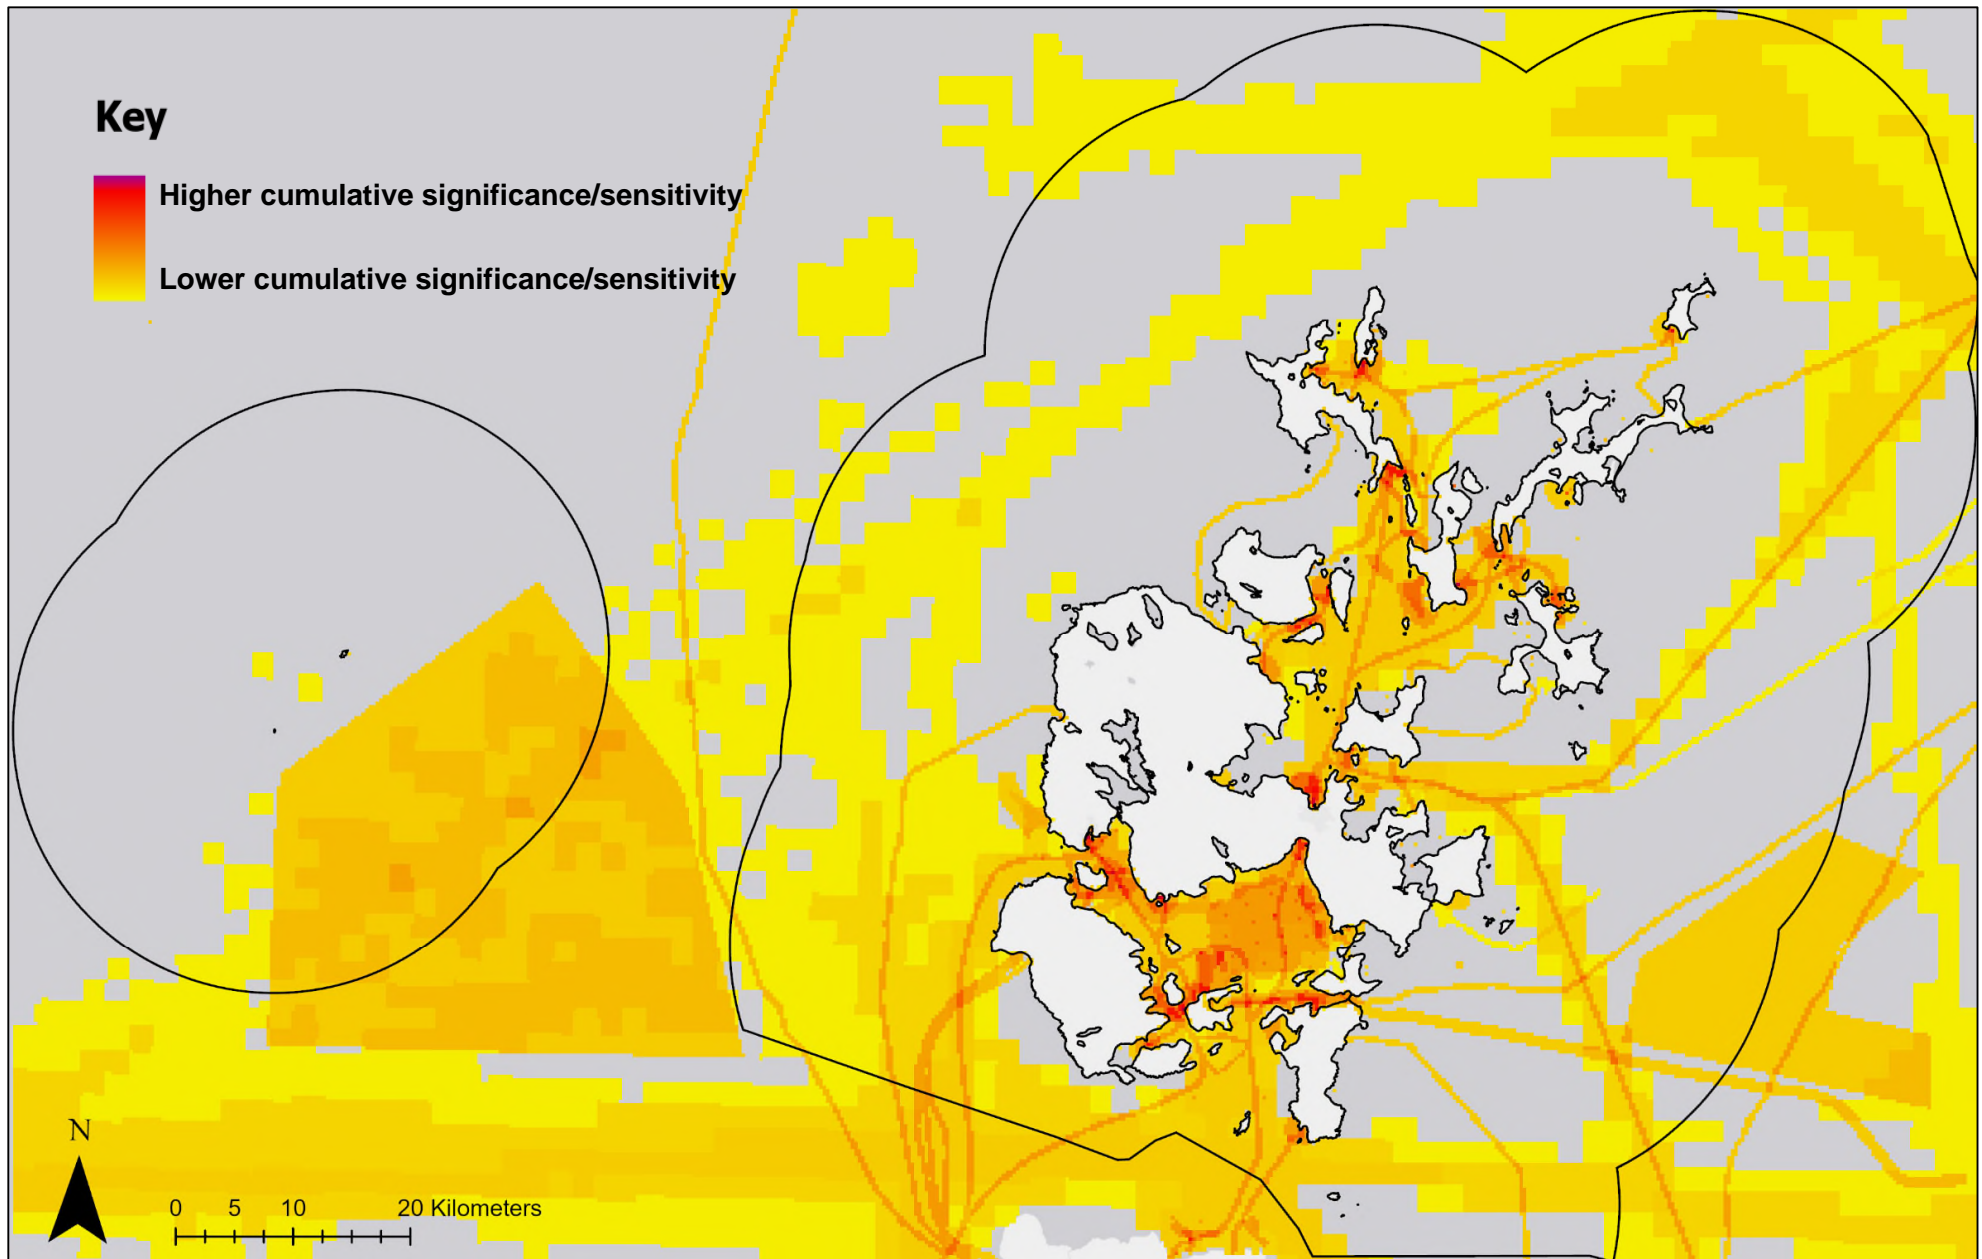 Key
Higher cumulative significance/sensitivity
Lower cumulative significance/sensitivity
N
0 5 10 20 Kilometers